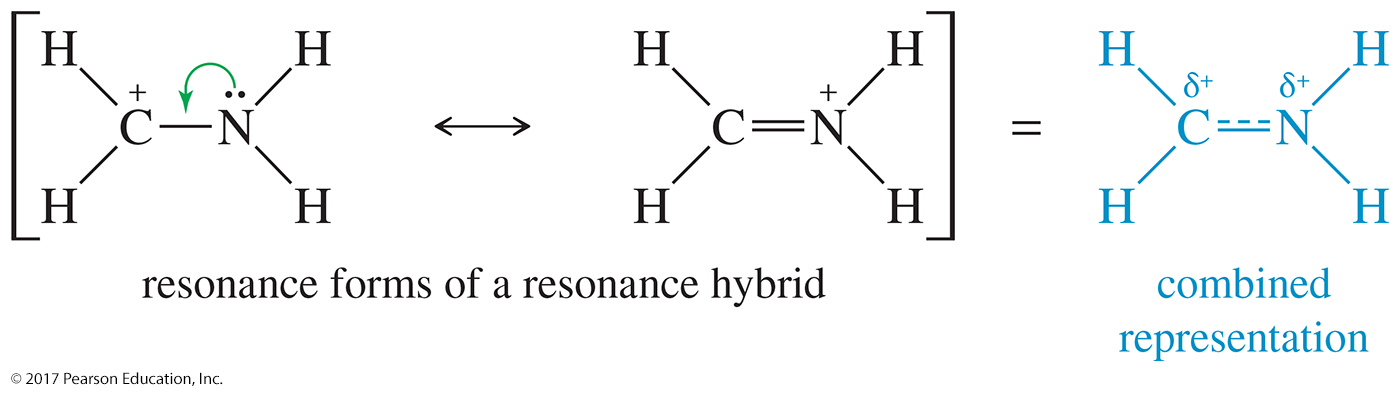 H H H H H H
+ + δ+ δ+
C N C N C N
H H H H H H
=
resonance forms of a resonance hybrid
combined
representation
© 2017 Pearson Education, Inc.